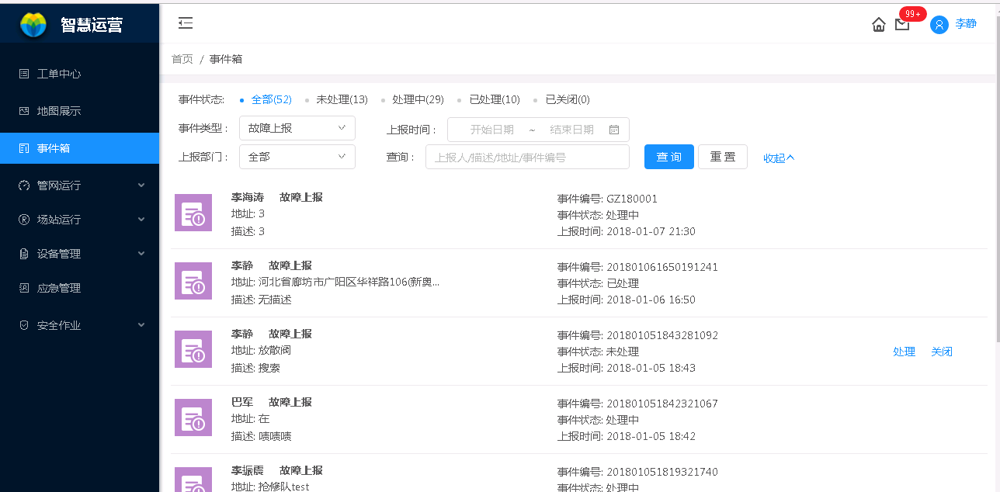 智慧运营
99+
李静
首页 / 事件箱
工单中心
地图展示
事件箱
管网运行
场站运行
设备管理
应急管理
安全作业
事件状态: 全部(52) 未处理(13) 处理中(29) 已处理(10) 已关闭(0)
事件类型： 故障上报 上报时间： 开始日期 ~ 结束日期
上报部门： 全部 查询： 上报人/描述/地址/事件编号 查 询 重 置 收起
李海涛 故障上报
地址: 3
描述: 3
事件编号: GZ180001
事件状态: 处理中
上报时间: 2018-01-07 21:30
李静 故障上报
地址: 河北省廊坊市广阳区华祥路106(新奥...
描述: 无描述
事件编号: 201801061650191241
事件状态: 已处理
上报时间: 2018-01-06 16:50
李静 故障上报
地址: 放散阀
描述: 搜索
事件编号: 201801051843281092
事件状态: 未处理
上报时间: 2018-01-05 18:43
处理 关闭
巴军 故障上报
地址: 在
描述: 啧啧啧
事件编号: 201801051842321067
事件状态: 处理中
上报时间: 2018-01-05 18:42
李振震 故障上报
地址: 抢修队test
事件编号: 201801051819321740
事件状态: 处理中